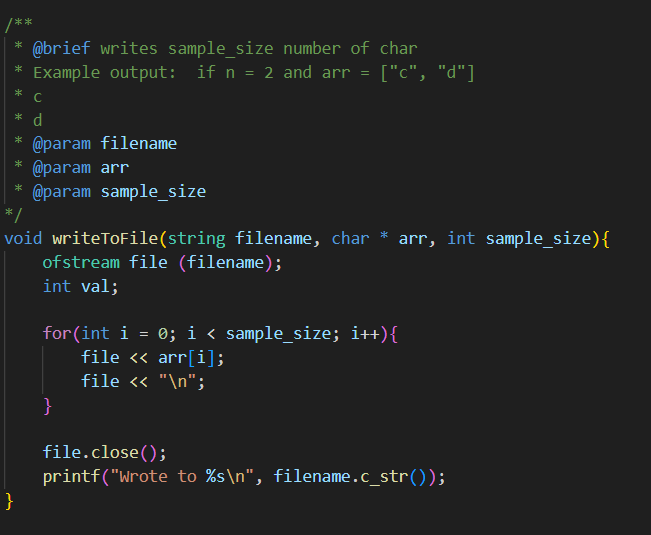 /**
 * @brief writes sample_size number of char
 * Example output:  if n = 2 and arr = ["c", "d"]
 * c
 * d
 * @param filename
 * @param arr
 * @param sample_size
*/
void writeToFile(string filename, char * arr, int sample_size){
    ofstream file (filename);
    int val;

    for(int i = 0; i < sample_size; i++){
        file << arr[i];
        file << "\n";
    }

    file.close();
    printf("Wrote to %s\n", filename.c_str());
}